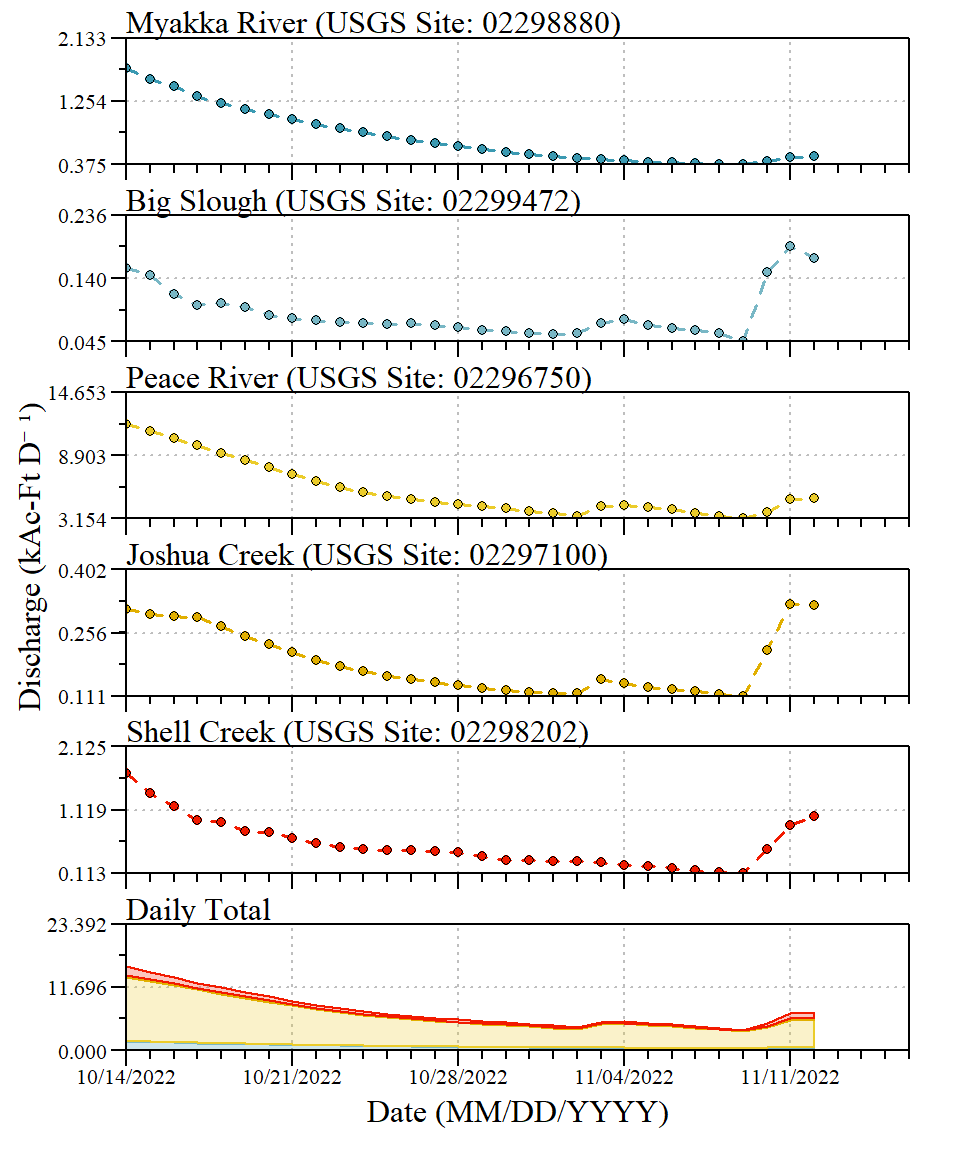 Myakka River (USGS Site: 02298880)
2.133
1.254
0.375
Big Slough (USGS Site: 02299472)
0.236
0.140
0.045
Peace River (USGS Site: 02296750)
14.653
8.903
3.154
Joshua Creek (USGS Site: 02297100)
0.402
0.256
0.111
Shell Creek (USGS Site: 02298202)
2.125
1.119
0.113
Daily Total
23.392
11.696
0.000
10/14/2022 10/21/2022 10/28/2022 11/04/2022 11/11/2022
Date (MM/DD/YYYY)
Discharge (kAc-Ft D⁻¹)